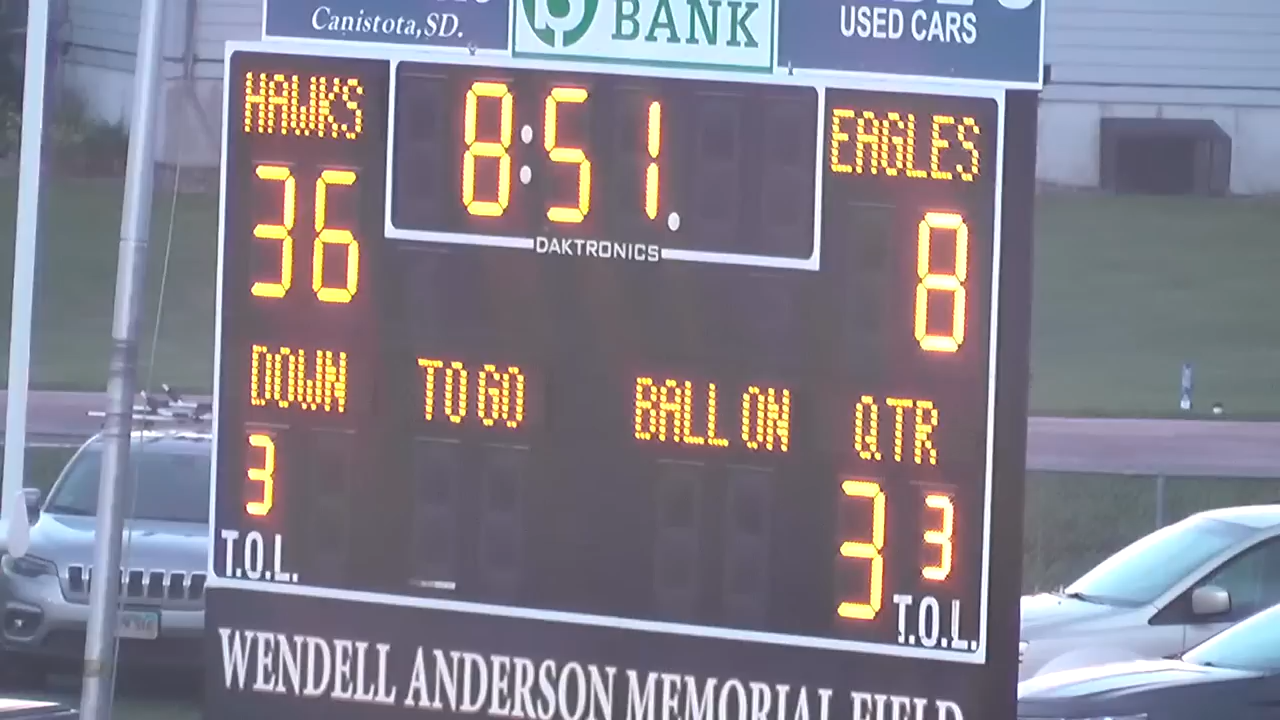 Canistota, SD.
BANK
USED CARS
HAWKS
8:51
EAGLES
36
8
DAKTRONICS
DOWN
TO GO
BALL ON
QTR
3
3
3
T.O.L.
T.O.L.
WENDELL ANDERSON MEMORIAL FIELD